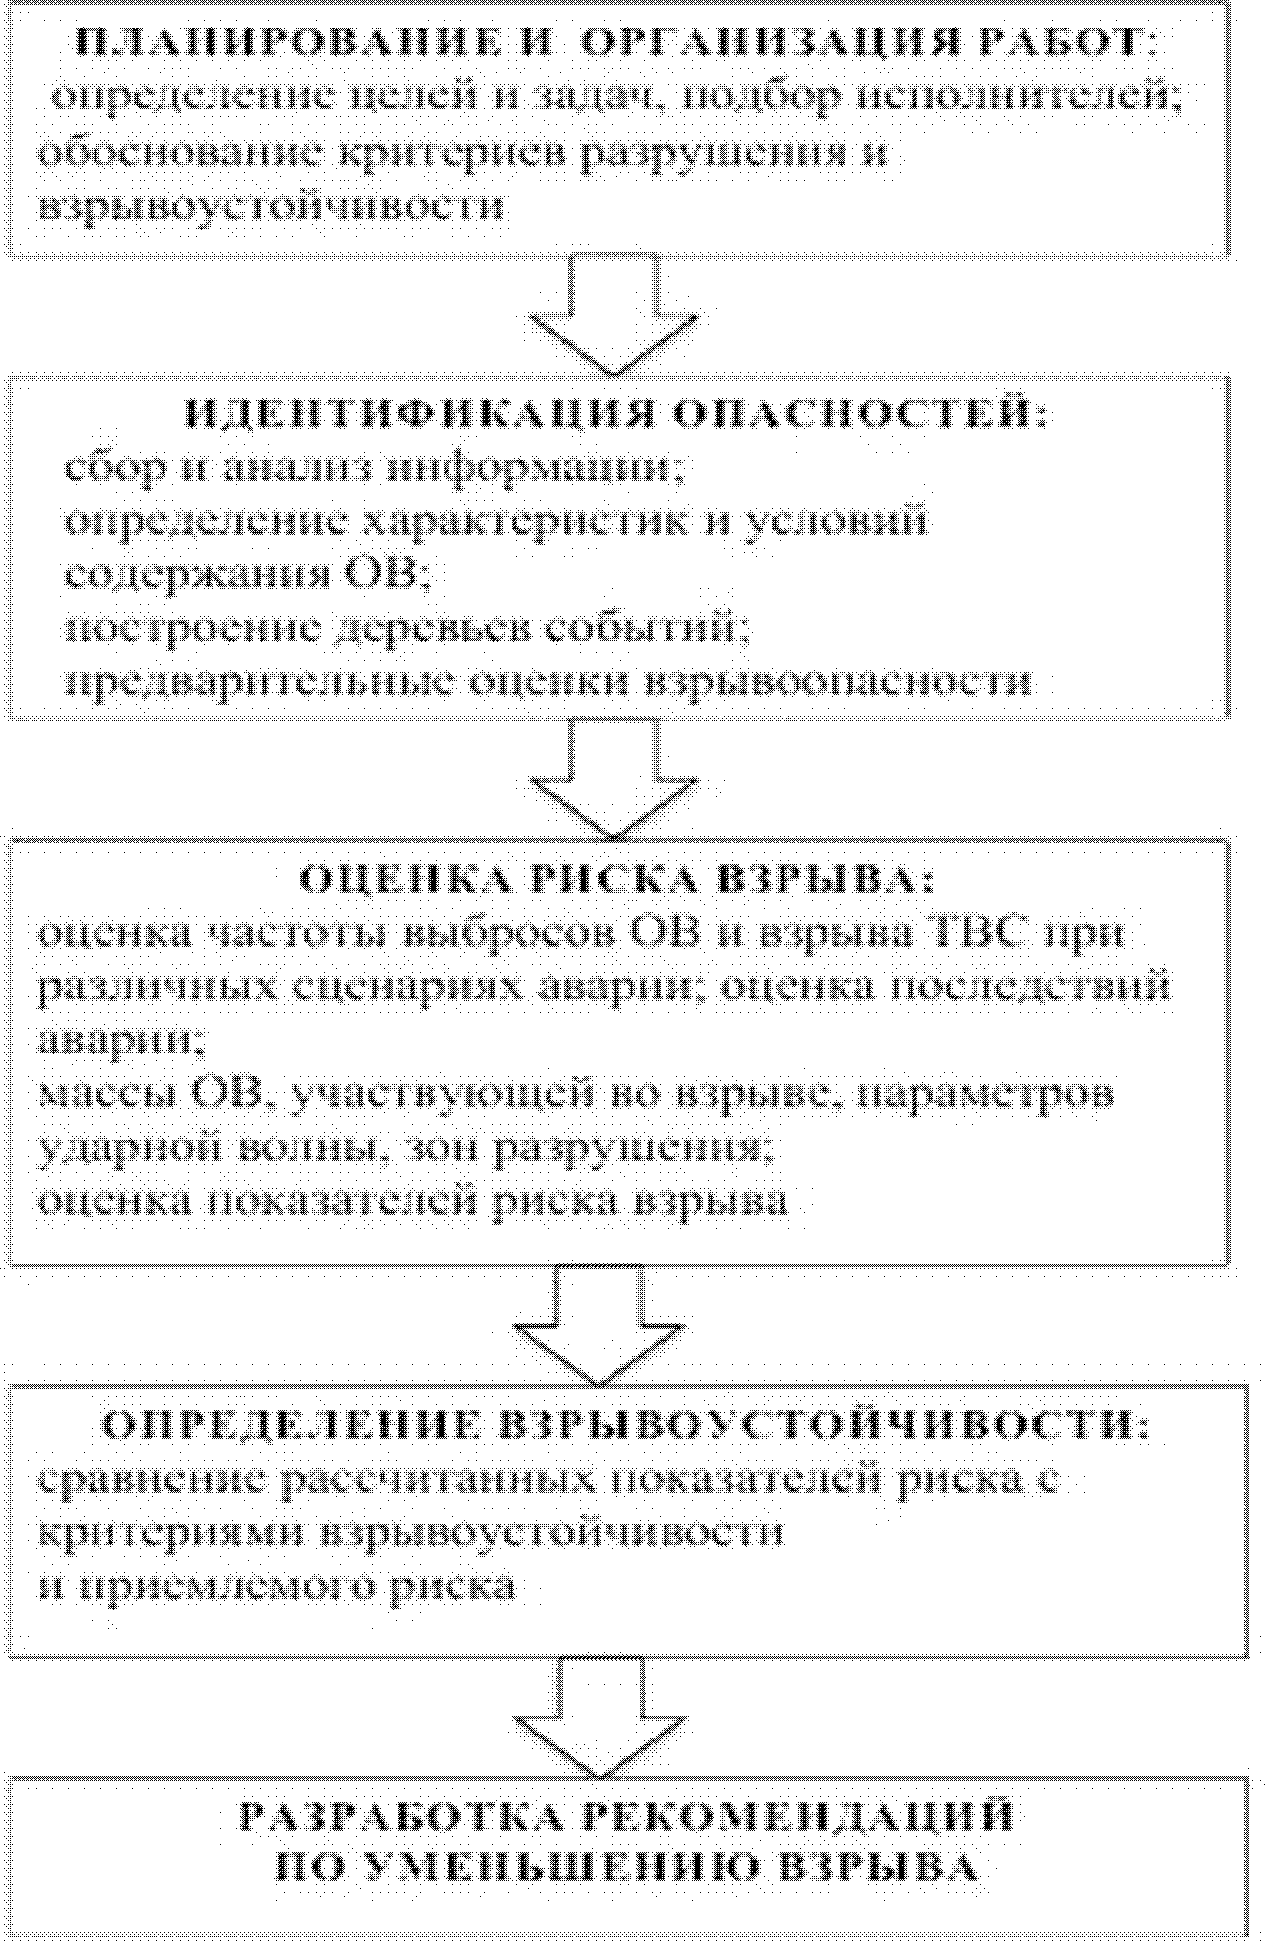 ПЛАНИРОВАНИЕ И ОРГАНИЗАЦИЯ РАБОТ:
определение целей и задач, подбор исполнителей;
обоснование критериев разрушения и
взрывоустойчивости
ИДЕНТИФИКАЦИЯ ОПАСНОСТЕЙ:
сбор и анализ информации;
определение характеристик и условий
содержания ОВ;
построение деревьев событий;
предварительные оценки взрывоопасности
ОЦЕНКА РИСКА ВЗРЫВА:
оценка частоты выбросов ОВ и взрыва ТВС при
различных сценариях аварии; оценка последствий
аварии;
массы ОВ, участвующей во взрыве, параметров
ударной волны, зон разрушения;
оценка показателей риска взрыва
ОПРЕДЕЛЕНИЕ ВЗРЫВОУСТОЙЧИВОСТИ:
сравнение рассчитанных показателей риска с
критериями взрывоустойчивости
и приемлемого риска
РАЗРАБОТКА РЕКОМЕНДАЦИЙ
ПО УМЕНЬШЕНИЮ ВЗРЫВА